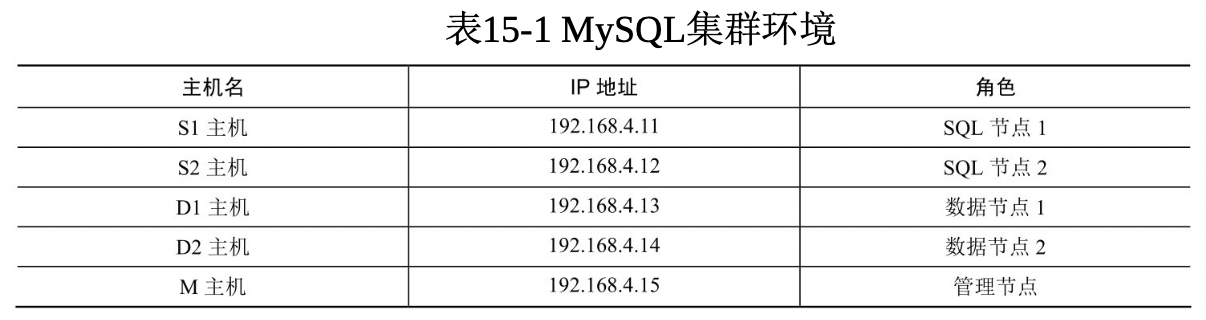 表15-1 MySQL集群环境
主机名 IP 地址 角色
S1 主机 192.168.4.11 SQL 节点 1
S2 主机 192.168.4.12 SQL 节点 2
D1 主机 192.168.4.13 数据节点 1
D2 主机 192.168.4.14 数据节点 2
M 主机 192.168.4.15 管理节点